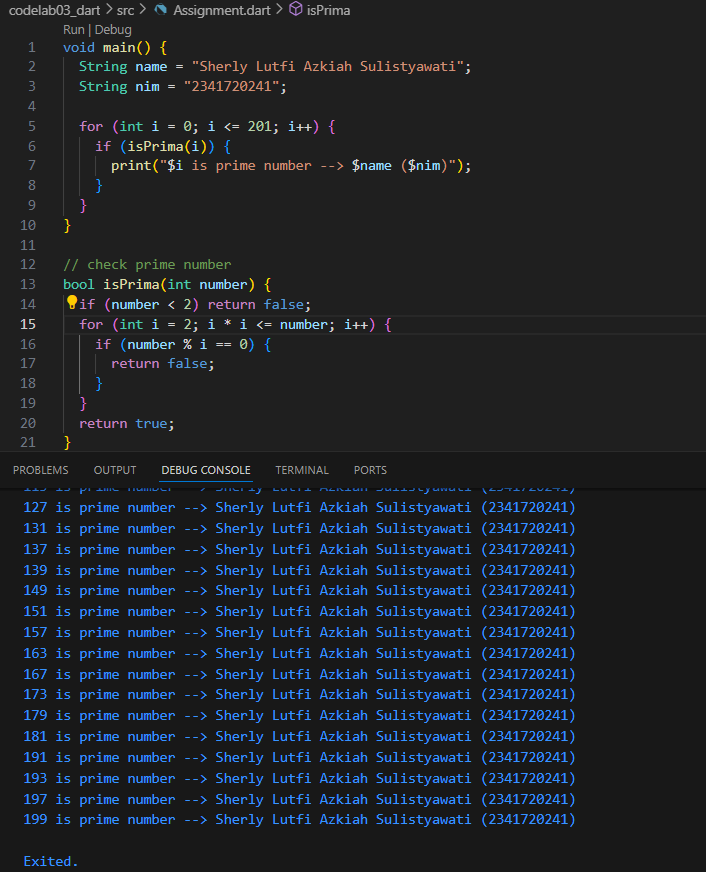 codelab03_dart > src > Assignment.dart > isPrima
Run | Debug
1 void main() {
2   String name = "Sherly Lutfi Azkiah Sulistyawati";
3   String nim = "2341720241";
4
5   for (int i = 0; i <= 201; i++) {
6     if (isPrima(i)) {
7       print("$i is prime number --> $name ($nim)");
8     }
9   }
10 }
11
12 // check prime number
13 bool isPrima(int number) {
14   if (number < 2) return false;
15   for (int i = 2; i * i <= number; i++) {
16     if (number % i == 0) {
17       return false;
18     }
19   }
20   return true;
21 }
PROBLEMS OUTPUT DEBUG CONSOLE TERMINAL PORTS
is prime number --> Sherly Lutfi Azkiah Sulistyawati (2341720241)
127 is prime number --> Sherly Lutfi Azkiah Sulistyawati (2341720241)
131 is prime number --> Sherly Lutfi Azkiah Sulistyawati (2341720241)
137 is prime number --> Sherly Lutfi Azkiah Sulistyawati (2341720241)
139 is prime number --> Sherly Lutfi Azkiah Sulistyawati (2341720241)
149 is prime number --> Sherly Lutfi Azkiah Sulistyawati (2341720241)
151 is prime number --> Sherly Lutfi Azkiah Sulistyawati (2341720241)
157 is prime number --> Sherly Lutfi Azkiah Sulistyawati (2341720241)
163 is prime number --> Sherly Lutfi Azkiah Sulistyawati (2341720241)
167 is prime number --> Sherly Lutfi Azkiah Sulistyawati (2341720241)
173 is prime number --> Sherly Lutfi Azkiah Sulistyawati (2341720241)
179 is prime number --> Sherly Lutfi Azkiah Sulistyawati (2341720241)
181 is prime number --> Sherly Lutfi Azkiah Sulistyawati (2341720241)
191 is prime number --> Sherly Lutfi Azkiah Sulistyawati (2341720241)
193 is prime number --> Sherly Lutfi Azkiah Sulistyawati (2341720241)
197 is prime number --> Sherly Lutfi Azkiah Sulistyawati (2341720241)
199 is prime number --> Sherly Lutfi Azkiah Sulistyawati (2341720241)
Exited.